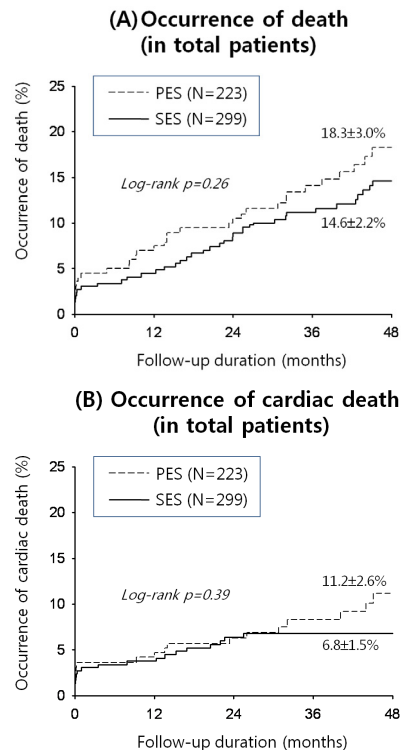 (A) Occurrence of death
(in total patients)
Occurrence of death (%)
25
20
15
10
5
0
PES (N=223)
SES (N=299)
Log-rank p=0.26
18.3±3.0%
14.6±2.2%
0 12 24 36 48
Follow-up duration (months)
(B) Occurrence of cardiac death
(in total patients)
Occurrence of cardiac death (%)
25
20
15
10
5
0
PES (N=223)
SES (N=299)
Log-rank p=0.39
11.2±2.6%
6.8±1.5%
0 12 24 36 48
Follow-up duration (months)